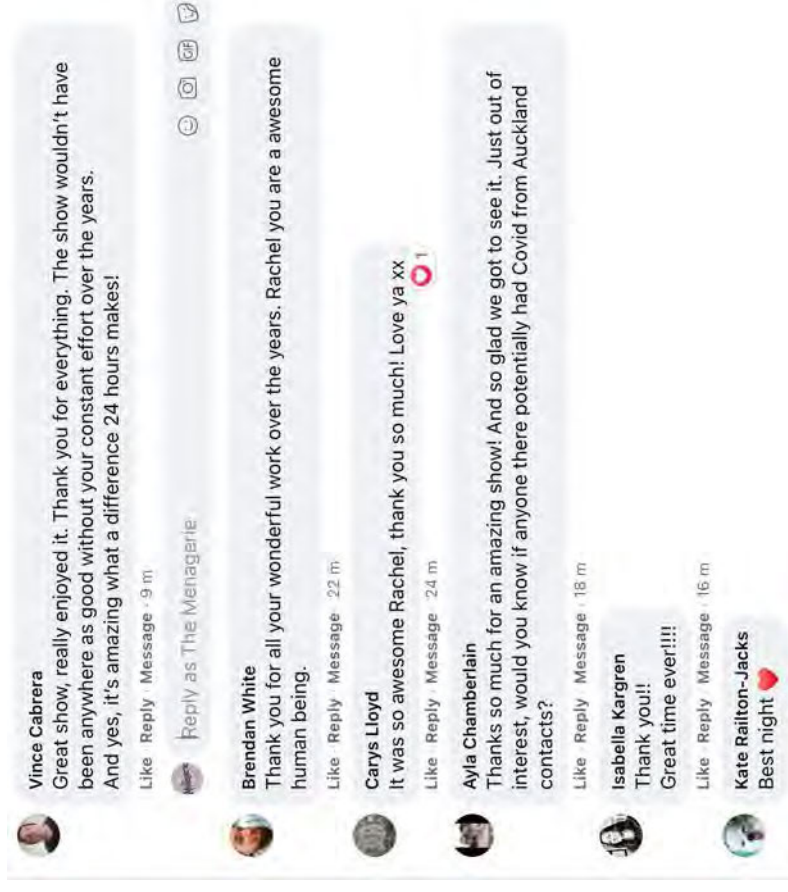 Vince Cabrera
Great show, really enjoyed it. Thank you for everything. The show wouldn't have
been anywhere as good without your constant effort over the years.
And yes, it's amazing what a difference 24 hours makes!
Like · Reply · Message · 9 m
Reply as The Menagerie
GIF
Brendan White
Thank you for all your wonderful work over the years. Rachel you are a awesome
human being.
Like · Reply · Message · 22 m
Carys Lloyd
It was so awesome Rachel, thank you so much! Love ya xx
1
Like · Reply · Message · 24 m
Ayla Chamberlain
Thanks so much for an amazing show! And so glad we got to see it. Just out of
interest, would you know if anyone there potentially had Covid from Auckland
contacts?
Like · Reply · Message · 18 m
Isabella Kargren
Thank you!!
Great time ever!!!!
Like · Reply · Message · 16 m
Kate Railton-Jacks
Best night ❤️